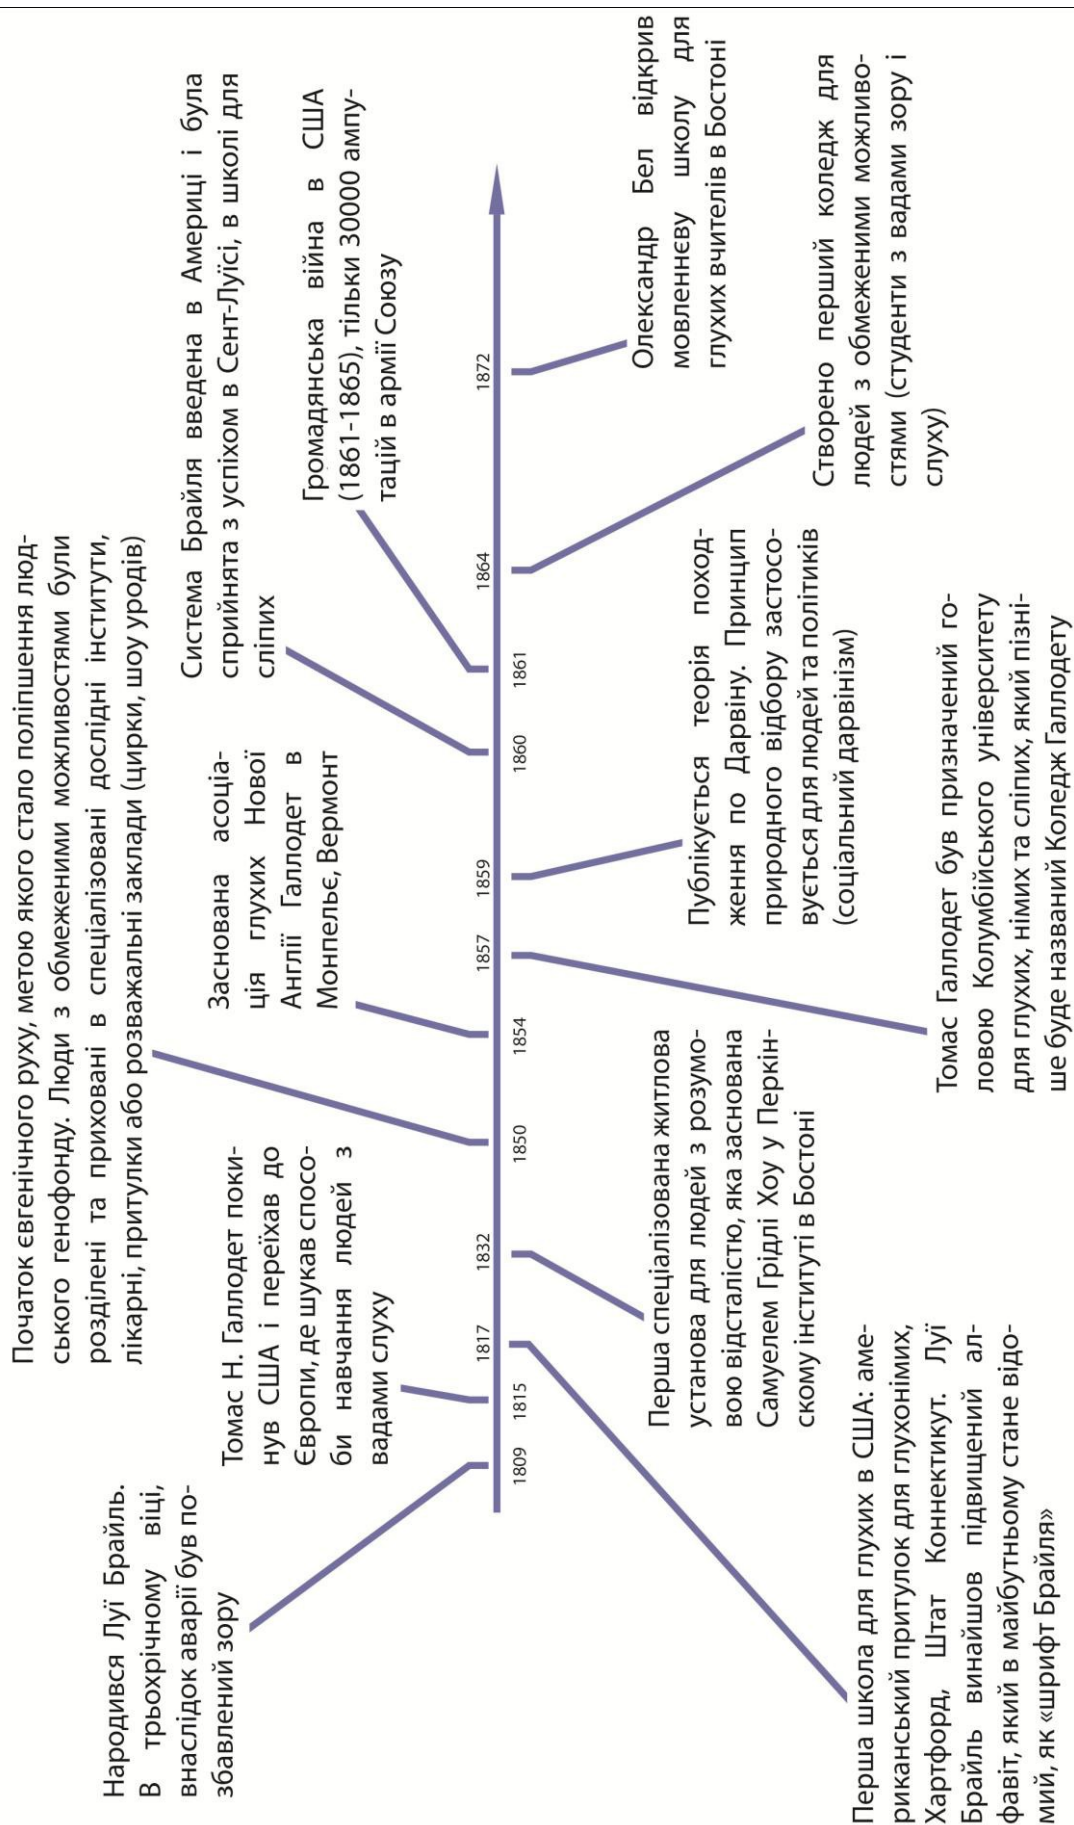 Початок євгенічного руху, метою якого стало поліпшення люд-
ського генофонду. Люди з обмеженими можливостями були
розділені та приховані в спеціалізовані дослідні інститути,
лікарні, притулки або розважальні заклади (цирки, шоу уродів)
Народився Луї Брайль.
В трьохрічному віці,
внаслідок аварії був по-
збавлений зору
Томас Н. Галлодет поки-
нув США і переїхав до
Європи, де шукав спосо-
би навчання людей з
вадами слуху
Заснована асоціа-
ція глухих Нової
Англії Галлодет в
Монпельє, Вермонт
Система Брайля введена в Америці і була
сприйнята з успіхом в Сент-Луїсі, в школі для
сліпих
Громадянська війна в США
(1861-1865), тільки 30000 ампу-
тацій в армії Союзу
1809
1815
1817
1832
1850
1854
1857
1859
1860
1861
1864
1872
Перша школа для глухих в США: аме-
риканський притулок для глухонімих,
Хартфорд, Штат Коннектикут. Луї
Брайль винайшов підвищений ал-
фавіт, який в майбутньому стане відо-
мий, як «шрифт Брайля»
Перша спеціалізована житлова
установа для людей з розумо-
вою відсталістю, яка заснована
Самуелем Грідлі Хоу у Перкін-
ському інституті в Бостоні
Томас Галлодет був призначений го-
ловою Колумбійського університету
для глухих, німих та сліпих, який пізні-
ше буде названий Коледж Галлодету
Публікується теорія поход-
ження по Дарвіну. Принцип
природного відбору застосо-
вується для людей та політиків
(соціальний дарвінізм)
Створено перший коледж для
людей з обмеженими можливо-
стями (студенти з вадами зору і
слуху)
Олександр Бел відкрив
мовленнєву школу для
глухих вчителів в Бостоні